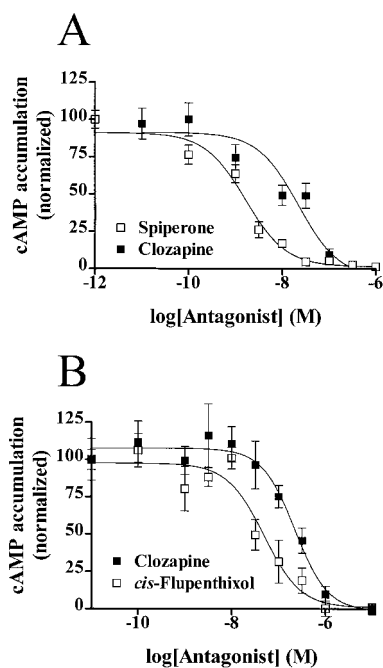 A
cAMP accumulation
(normalized)
125
100
75
50
25
0
Spiperone
Clozapine
-12
-10
-8
-6
log[Antagonist] (M)
B
cAMP accumulation
(normalized)
125
100
75
50
25
0
Clozapine
cis-Flupenthixol
-10
-8
-6
log[Antagonist] (M)